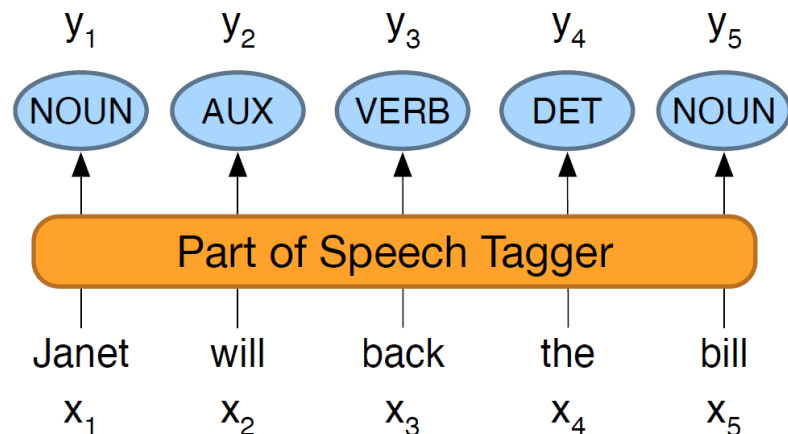 y₁ y₂ y₃ y₄ y₅
NOUN AUX VERB DET NOUN
Part of Speech Tagger
Janet will back the bill
x₁ x₂ x₃ x₄ x₅